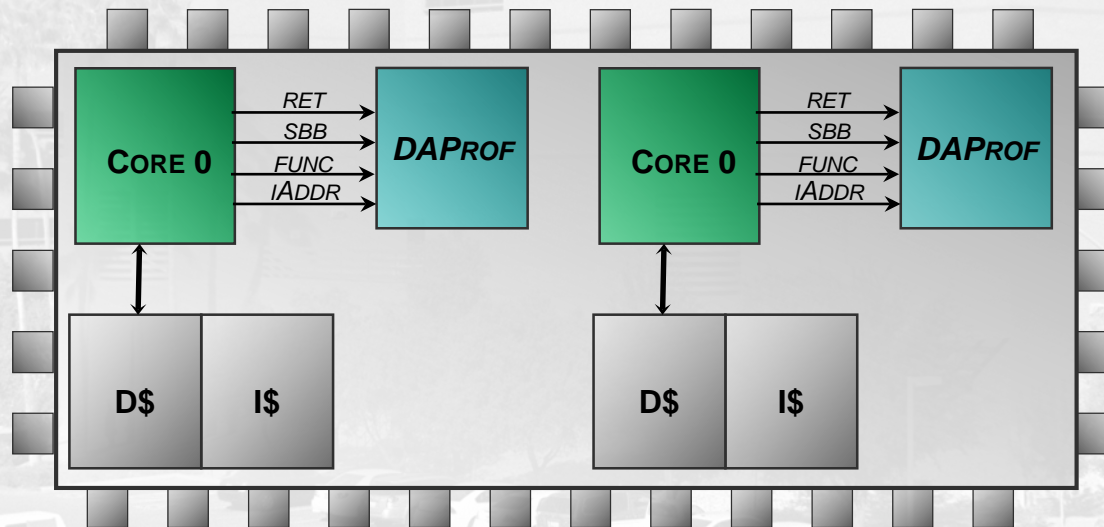 RET
SBB
FUNC
IADDR
CORE 0
DAPROF
D$
I$
RET
SBB
FUNC
IADDR
CORE 0
DAPROF
D$
I$